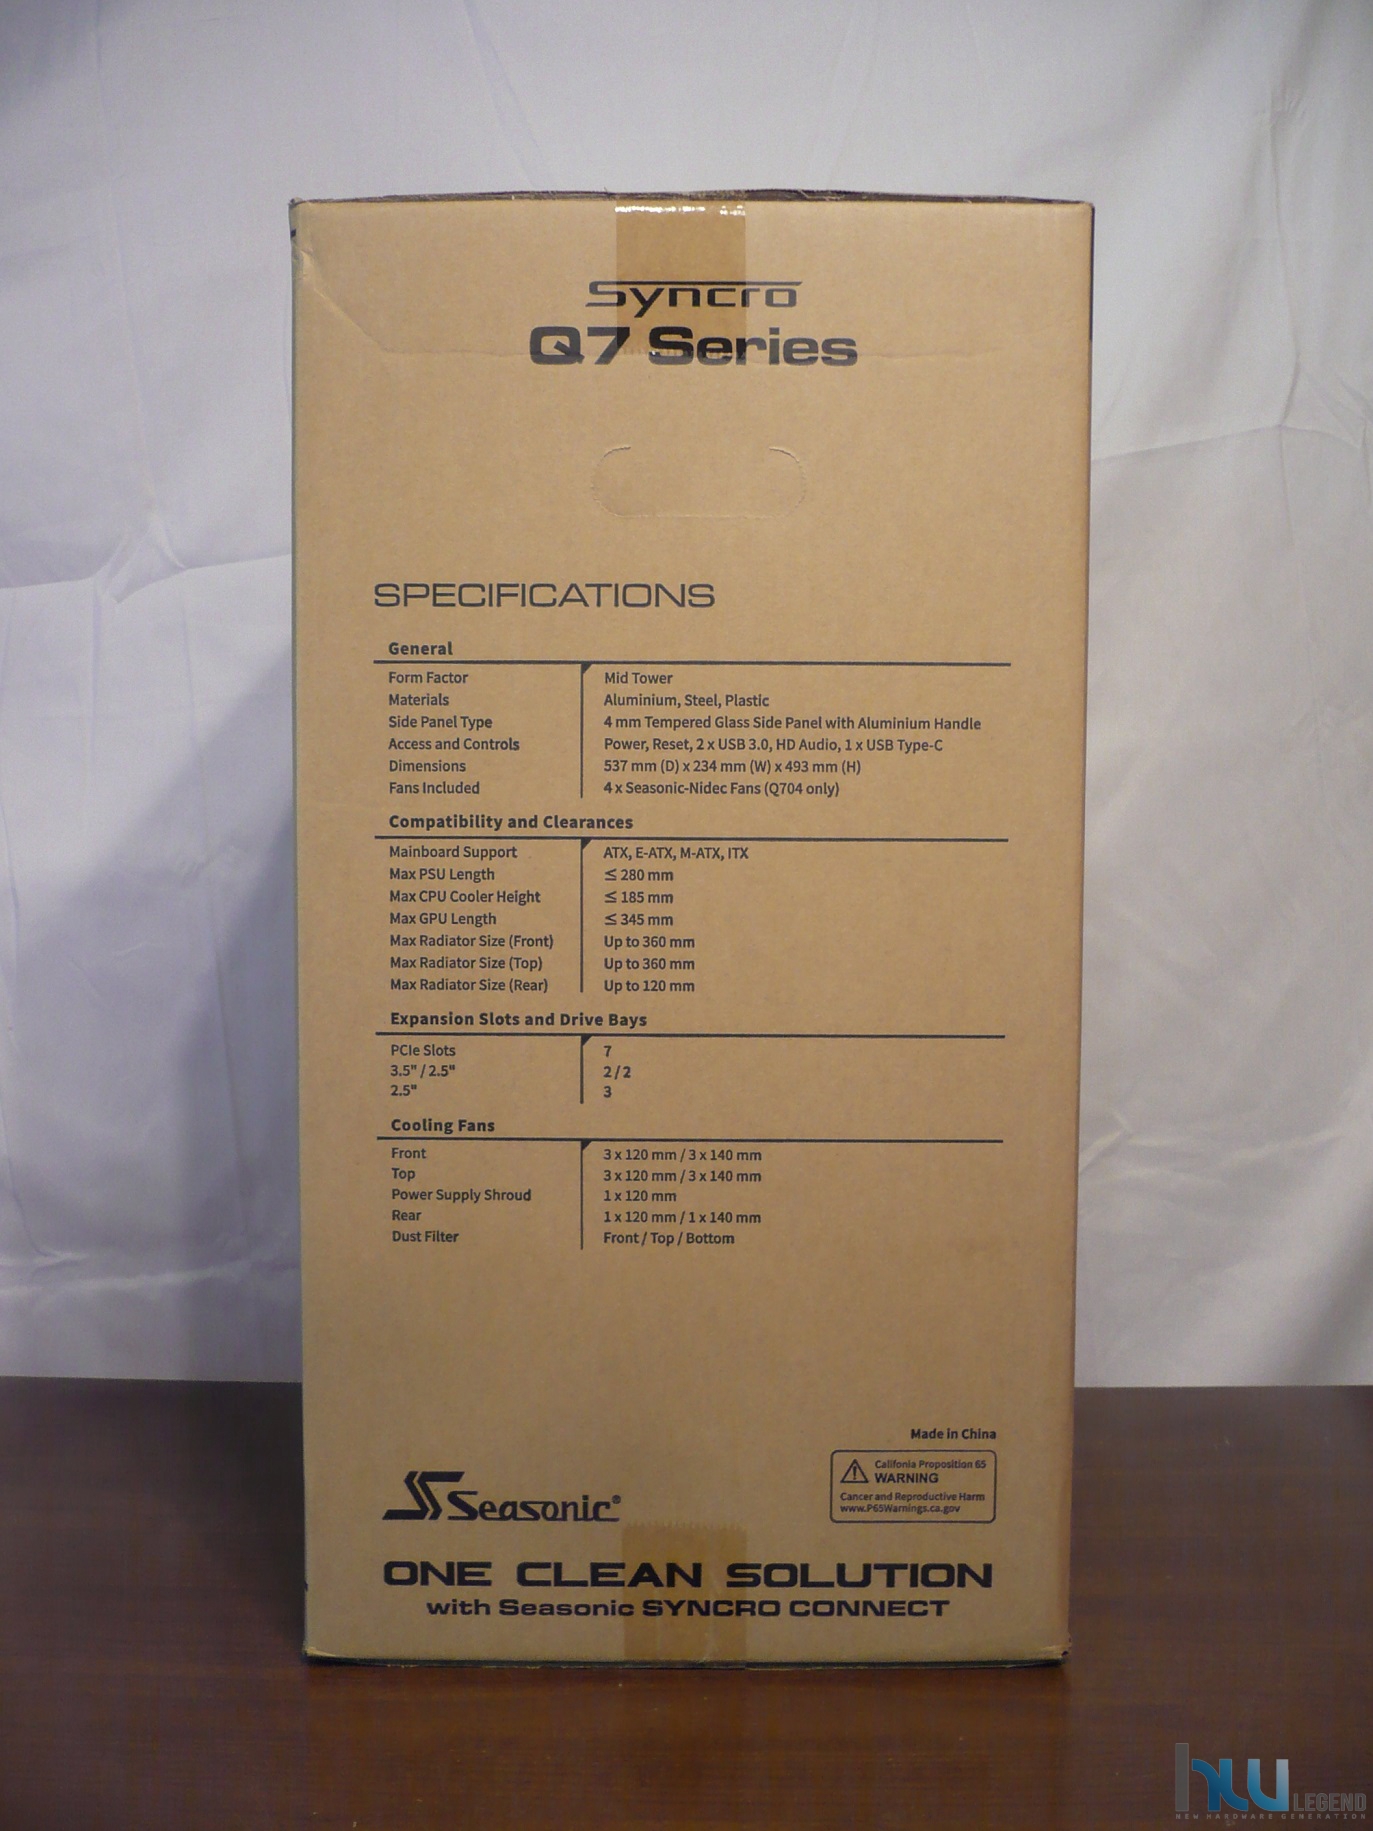 Syncro
Q7 Series
SPECIFICATIONS
General
Form Factor Mid Tower
Materials Aluminium, Steel, Plastic
Side Panel Type 4 mm Tempered Glass Side Panel with Aluminium Handle
Access and Controls Power, Reset, 2 x USB 3.0, HD Audio, 1 x USB Type-C
Dimensions 537 mm (D) x 234 mm (W) x 493 mm (H)
Fans Included 4 x Seasonic-Nidec Fans (Q704 only)
Compatibility and Clearances
Mainboard Support ATX, E-ATX, M-ATX, ITX
Max PSU Length ≤ 280 mm
Max CPU Cooler Height ≤ 185 mm
Max GPU Length ≤ 345 mm
Max Radiator Size (Front) Up to 360 mm
Max Radiator Size (Top) Up to 360 mm
Max Radiator Size (Rear) Up to 120 mm
Expansion Slots and Drive Bays
PCIe Slots 7
3.5" / 2.5" 2 / 2
2.5" 3
Cooling Fans
Front 3 x 120 mm / 3 x 140 mm
Top 3 x 120 mm / 3 x 140 mm
Power Supply Shroud 1 x 120 mm
Rear 1 x 120 mm / 1 x 140 mm
Dust Filter Front / Top / Bottom
Made in China
Califonia Proposition 65
WARNING
Cancer and Reproductive Harm
www.P65Warnings.ca.gov
Seasonic®
ONE CLEAN SOLUTION
with Seasonic SYNCRO CONNECT
hw LEGEND
NEW HARDWARE GENERATION